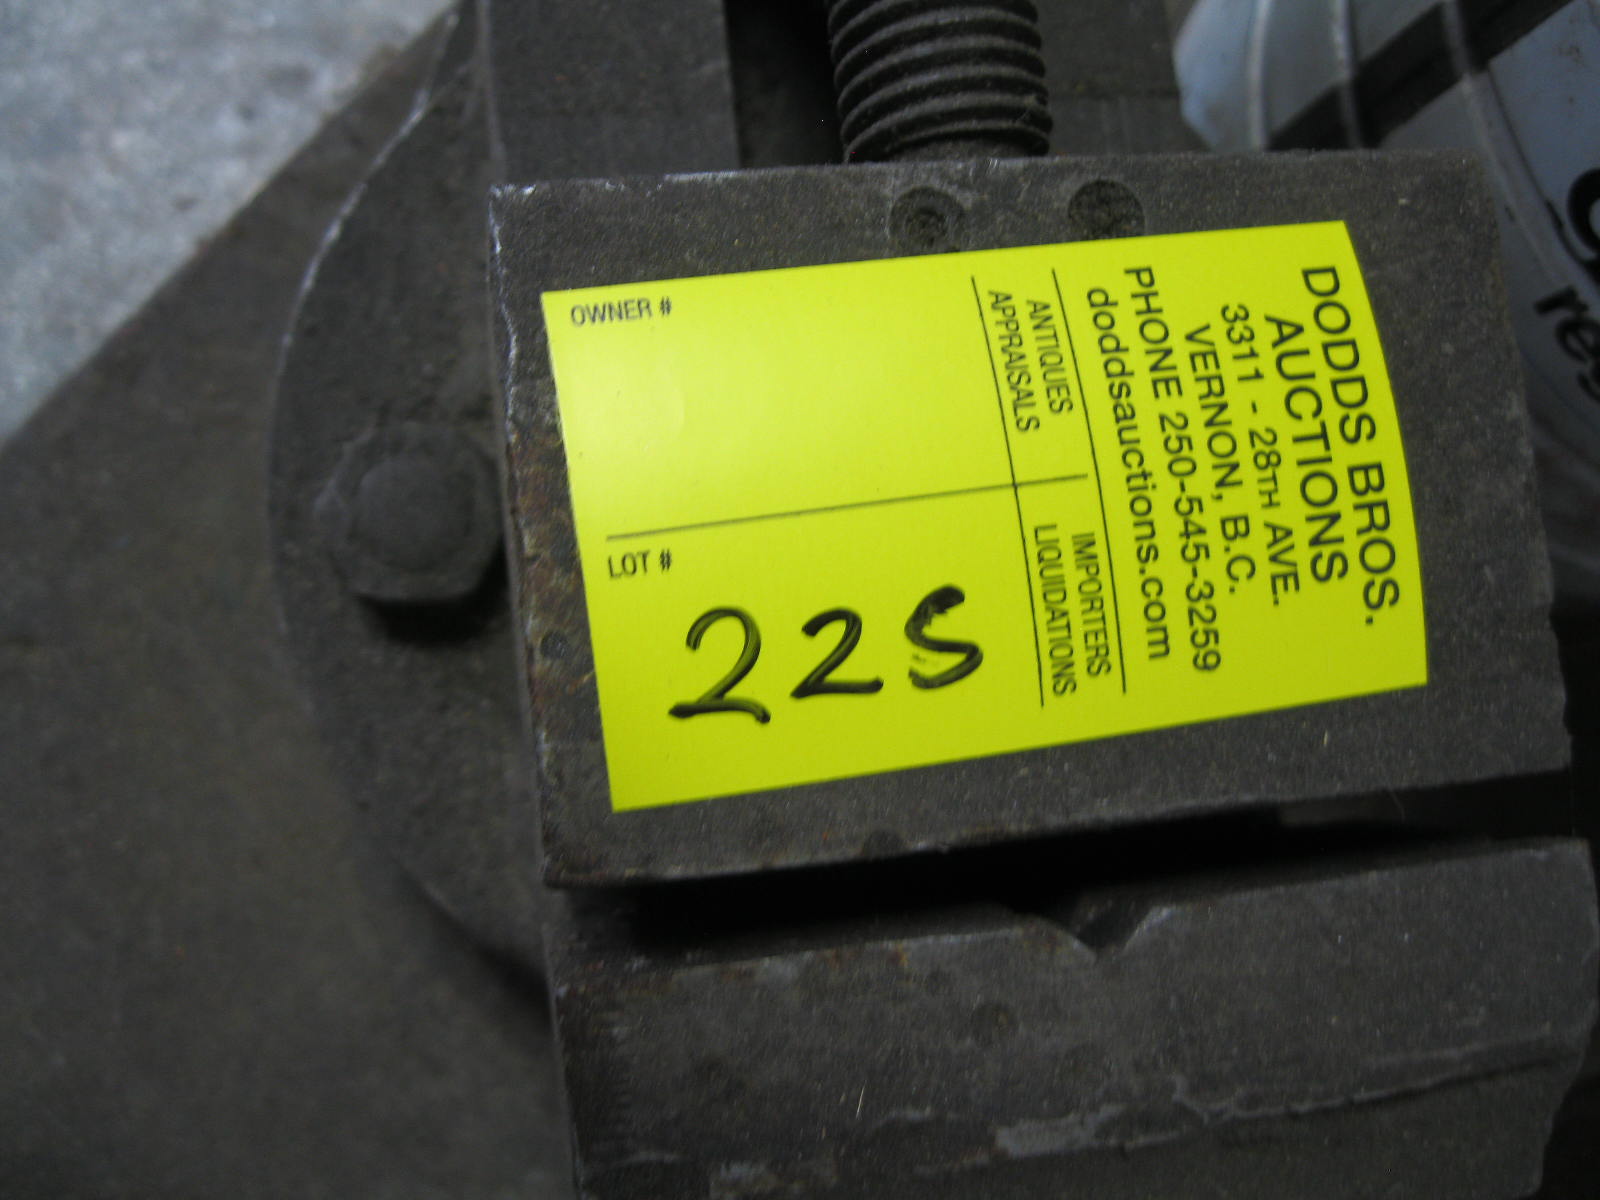 DODDS BROS.
AUCTIONS
3311 - 28TH AVE.
VERNON, B.C.
PHONE 250-545-3259
doddsauctions.com
ANTIQUES
APPRAISALS
IMPORTERS
LIQUIDATIONS
OWNER #
LOT #
225